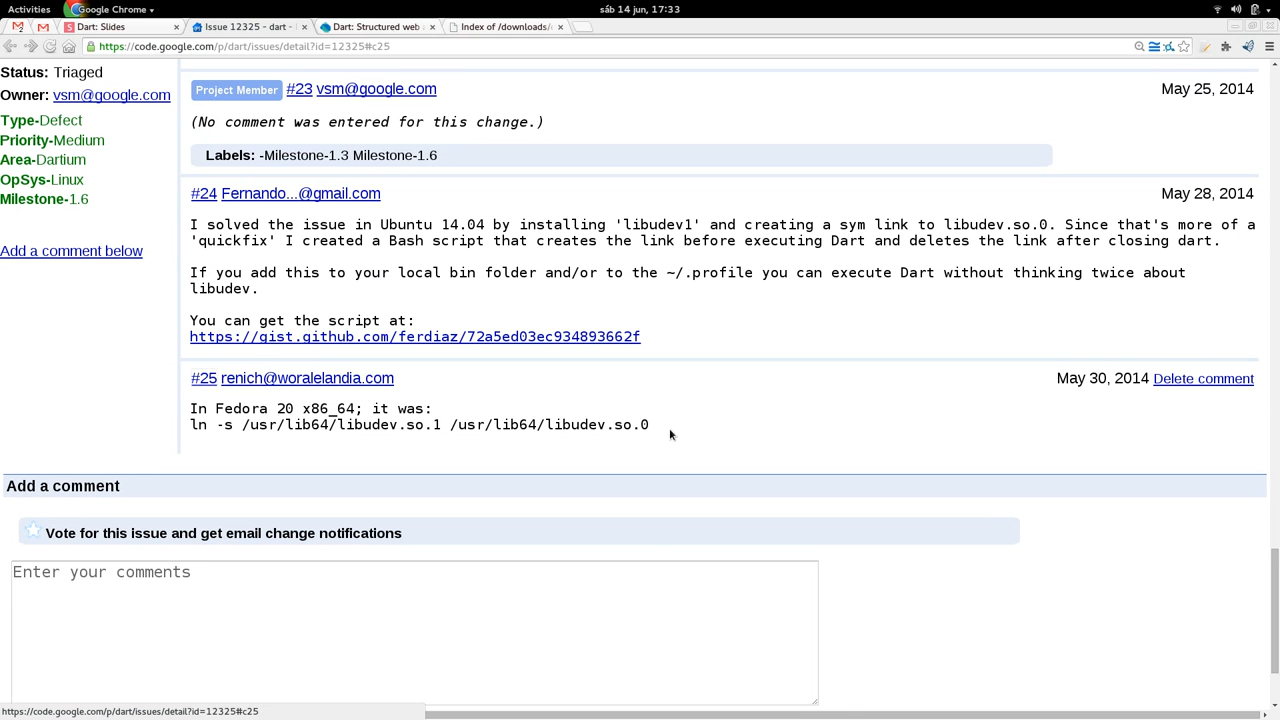 Activities
Google Chrome
sáb 14 jun, 17:33
Dart: Slides
Issue 12325 - dart -
Dart: Structured web
Index of /downloads/
https://code.google.com/p/dart/issues/detail?id=12325#c25
Status: Triaged
Owner: vsm@google.com
Type-Defect
Priority-Medium
Area-Dartium
OpSys-Linux
Milestone-1.6
Add a comment below
Project Member #23 vsm@google.com May 25, 2014
(No comment was entered for this change.)
Labels: -Milestone-1.3 Milestone-1.6
#24 Fernando...@gmail.com May 28, 2014
I solved the issue in Ubuntu 14.04 by installing 'libudev1' and creating a sym link to libudev.so.0. Since that's more of a
'quickfix' I created a Bash script that creates the link before executing Dart and deletes the link after closing dart.
If you add this to your local bin folder and/or to the ~/.profile you can execute Dart without thinking twice about
libudev.
You can get the script at:
https://gist.github.com/ferdiaz/72a5ed03ec934893662f
#25 renich@woralelandia.com May 30, 2014 Delete comment
In Fedora 20 x86_64; it was:
ln -s /usr/lib64/libudev.so.1 /usr/lib64/libudev.so.0
Add a comment
Vote for this issue and get email change notifications
Enter your comments
https://code.google.com/p/dart/issues/detail?id=12325#c25